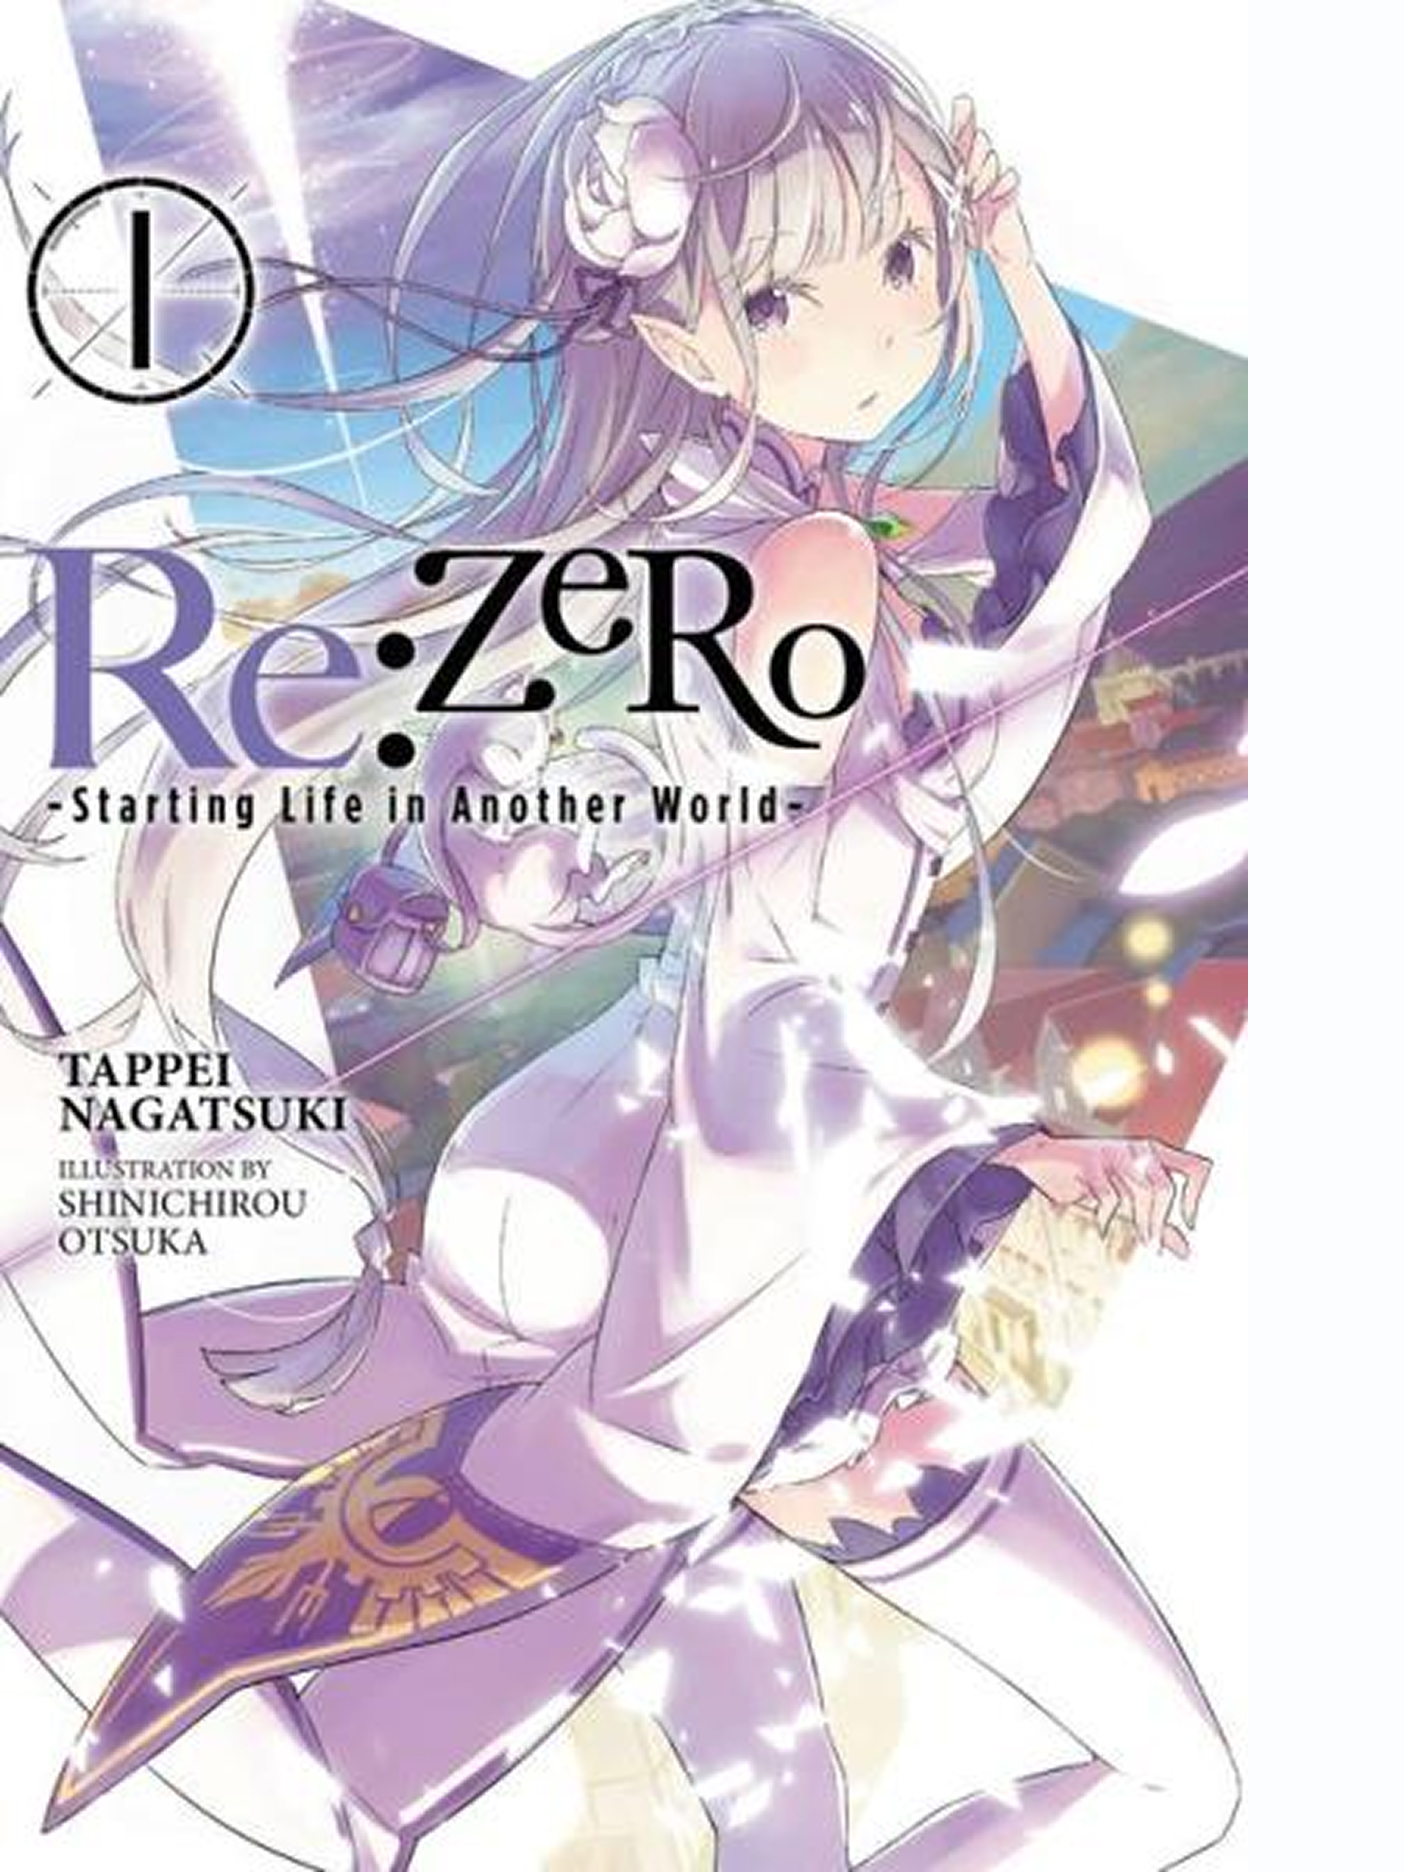 1
Re:ZeRo
-Starting Life in Another World-
TAPPEI
NAGATSUKI
ILLUSTRATION BY
SHINICHIROU
OTSUKA